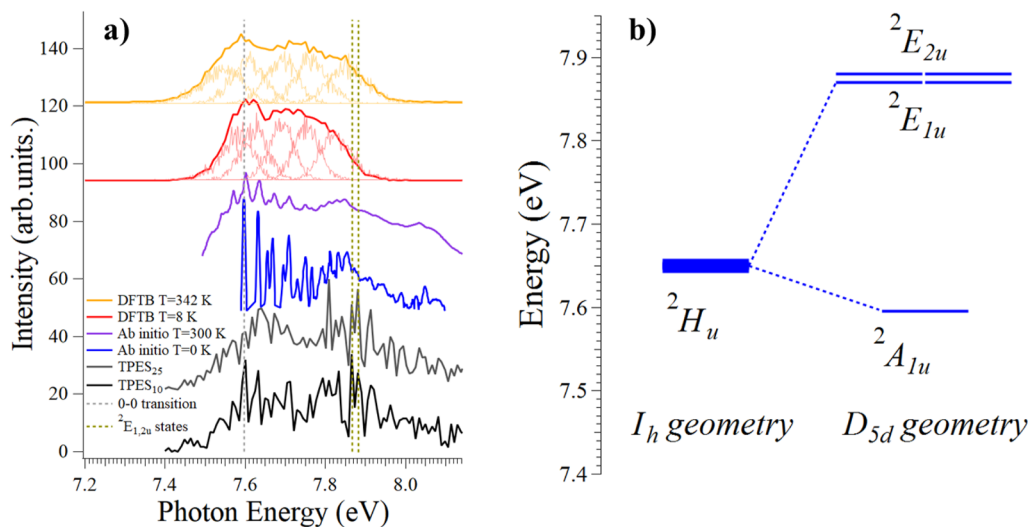 a)
Intensity (arb.units.)
140
120
100
80
60
40
20
0
DFTB T=342 K
DFTB T=8 K
Ab initio T=300 K
Ab initio T=0 K
TPES₂₅
TPES₁₀
0-0 transition
²E₁,₂ᵤ states
7.2 7.4 7.6 7.8 8.0
Photon Energy (eV)
b)
Energy (eV)
7.9
7.8
7.7
7.6
7.5
7.4
²E₂ᵤ
²E₁ᵤ
²Hᵤ
²A₁ᵤ
Iₕ geometry D₅d geometry